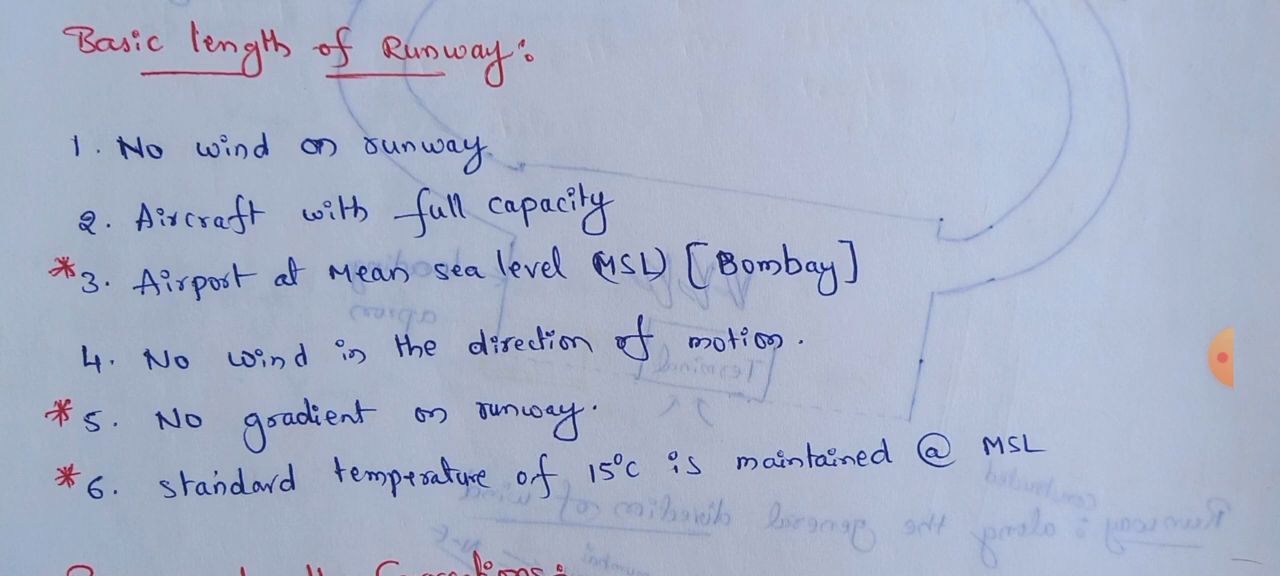 Basic length of Runway:
1. No wind on runway
2. Aircraft with full capacity
*3. Airport at Mean sea level (MSL) [Bombay]
4. No wind in the direction of motion.
*5. No gradient on runway.
*6. standard temperature of 15°C is maintained @ MSL